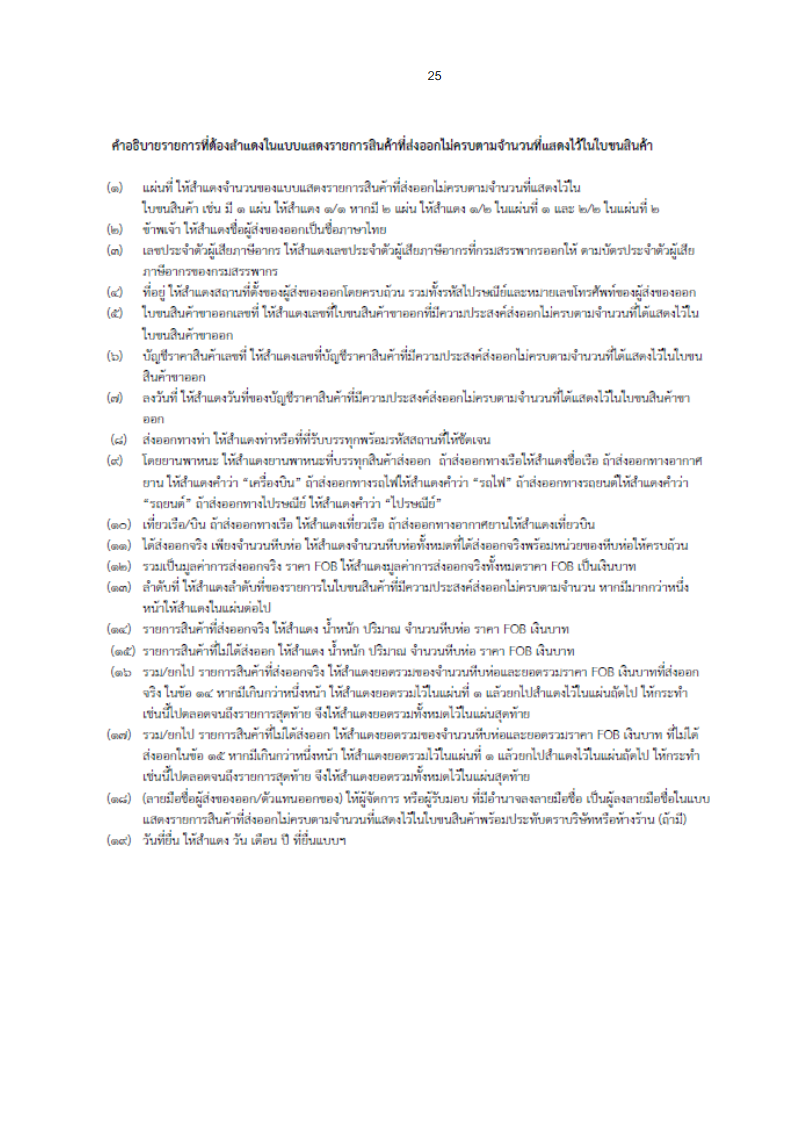 25
คำอธิบายรายการที่ต้องสำแดงในแบบแสดงรายการสินค้าที่ส่งออกไม่ครบตามจำนวนที่แสดงไว้ในใบขนสินค้า
(๑) แผ่นที่ ให้สำแดงจำนวนของแบบแสดงรายการสินค้าที่ส่งออกไม่ครบตามจำนวนที่แสดงไว้ใน
ใบขนสินค้า เช่น มี ๑ แผ่น ให้สำแดง ๑/๑ หากมี ๒ แผ่น ให้สำแดง ๑/๒ ในแผ่นที่ ๑ และ ๒/๒ ในแผ่นที่ ๒
(๒) ข้าพเจ้า ให้สำแดงชื่อผู้ส่งของออกเป็นชื่อภาษาไทย
(๓) เลขประจำตัวผู้เสียภาษีอากร ให้สำแดงเลขประจำตัวผู้เสียภาษีอากรที่กรมสรรพากรออกให้ ตามบัตรประจำตัวผู้เสีย
ภาษีอากรของกรมสรรพากร
(๔) ที่อยู่ ให้สำแดงสถานที่ตั้งของผู้ส่งของออกโดยครบถ้วน รวมทั้งรหัสไปรษณีย์และหมายเลขโทรศัพท์ของผู้ส่งของออก
(๕) ใบขนสินค้าขาออกเลขที่ ให้สำแดงเลขที่ใบขนสินค้าขาออกที่มีความประสงค์ส่งออกไม่ครบตามจำนวนที่ได้แสดงไว้ใน
ใบขนสินค้าขาออก
(๖) บัญชีราคาสินค้าเลขที่ ให้สำแดงเลขที่บัญชีราคาสินค้าที่มีความประสงค์ส่งออกไม่ครบตามจำนวนที่ได้แสดงไว้ในใบขน
สินค้าขาออก
(๗) ลงวันที่ ให้สำแดงวันที่ของบัญชีราคาสินค้าที่มีความประสงค์ส่งออกไม่ครบตามจำนวนที่ได้แสดงไว้ในใบขนสินค้าขา
ออก
(๘) ส่งออกทางท่า ให้สำแดงท่าหรือที่ที่รับบรรทุกพร้อมรหัสสถานที่ให้ชัดเจน
(๙) โดยยานพาหนะ ให้สำแดงยานพาหนะที่บรรทุกสินค้าส่งออก ถ้าส่งออกทางเรือให้สำแดงชื่อเรือ ถ้าส่งออกทางอากาศ
ยาน ให้สำแดงคำว่า “เครื่องบิน” ถ้าส่งออกทางรถไฟให้สำแดงคำว่า “รถไฟ” ถ้าส่งออกทางรถยนต์ให้สำแดงคำว่า
“รถยนต์” ถ้าส่งออกทางไปรษณีย์ ให้สำแดงคำว่า “ไปรษณีย์”
(๑๐) เที่ยวเรือ/บิน ถ้าส่งออกทางเรือ ให้สำแดงเที่ยวเรือ ถ้าส่งออกทางอากาศยานให้สำแดงเที่ยวบิน
(๑๑) ได้ส่งออกจริง เพียงจำนวนหีบห่อ ให้สำแดงจำนวนหีบห่อทั้งหมดที่ได้ส่งออกจริงพร้อมหน่วยของหีบห่อให้ครบถ้วน
(๑๒) รวมเป็นมูลค่าการส่งออกจริง ราคา FOB ให้สำแดงมูลค่าการส่งออกจริงทั้งหมดราคา FOB เป็นเงินบาท
(๑๓) ลำดับที่ ให้สำแดงลำดับที่ของรายการในใบขนสินค้าที่มีความประสงค์ส่งออกไม่ครบตามจำนวน หากมีมากกว่าหนึ่ง
หน้าให้สำแดงในแผ่นต่อไป
(๑๔) รายการสินค้าที่ส่งออกจริง ให้สำแดง น้ำหนัก ปริมาณ จำนวนหีบห่อ ราคา FOB เงินบาท
(๑๕) รายการสินค้าที่ไม่ได้ส่งออก ให้สำแดง น้ำหนัก ปริมาณ จำนวนหีบห่อ ราคา FOB เงินบาท
(๑๖ รวม/ยกไป รายการสินค้าที่ส่งออกจริง ให้สำแดงยอดรวมของจำนวนหีบห่อและยอดรวมราคา FOB เงินบาทที่ส่งออก
จริง ในข้อ ๑๔ หากมีเกินกว่าหนึ่งหน้า ให้สำแดงยอดรวมไว้ในแผ่นที่ ๑ แล้วยกไปสำแดงไว้ในแผ่นถัดไป ให้กระทำ
เช่นนี้ไปตลอดจนถึงรายการสุดท้าย จึงให้สำแดงยอดรวมทั้งหมดไว้ในแผ่นสุดท้าย
(๑๗) รวม/ยกไป รายการสินค้าที่ไม่ได้ส่งออก ให้สำแดงยอดรวมของจำนวนหีบห่อและยอดรวมราคา FOB เงินบาท ที่ไม่ได้
ส่งออกในข้อ ๑๕ หากมีเกินกว่าหนึ่งหน้า ให้สำแดงยอดรวมไว้ในแผ่นที่ ๑ แล้วยกไปสำแดงไว้ในแผ่นถัดไป ให้กระทำ
เช่นนี้ไปตลอดจนถึงรายการสุดท้าย จึงให้สำแดงยอดรวมทั้งหมดไว้ในแผ่นสุดท้าย
(๑๘) (ลายมือชื่อผู้ส่งของออก/ตัวแทนออกของ) ให้ผู้จัดการ หรือผู้รับมอบ ที่มีอำนาจลงลายมือชื่อ เป็นผู้ลงลายมือชื่อในแบบ
แสดงรายการสินค้าที่ส่งออกไม่ครบตามจำนวนที่แสดงไว้ในใบขนสินค้าพร้อมประทับตราบริษัทหรือห้างร้าน (ถ้ามี)
(๑๙) วันที่ยื่น ให้สำแดง วัน เดือน ปี ที่ยื่นแบบฯ